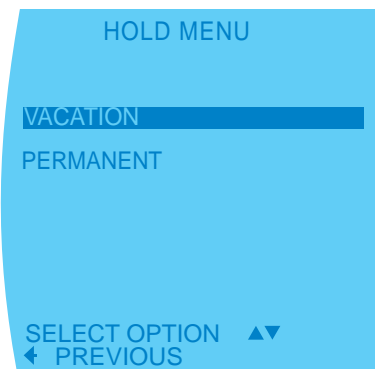 HOLD MENU
VACATION
PERMANENT
SELECT OPTION ▲▼
🡸 PREVIOUS